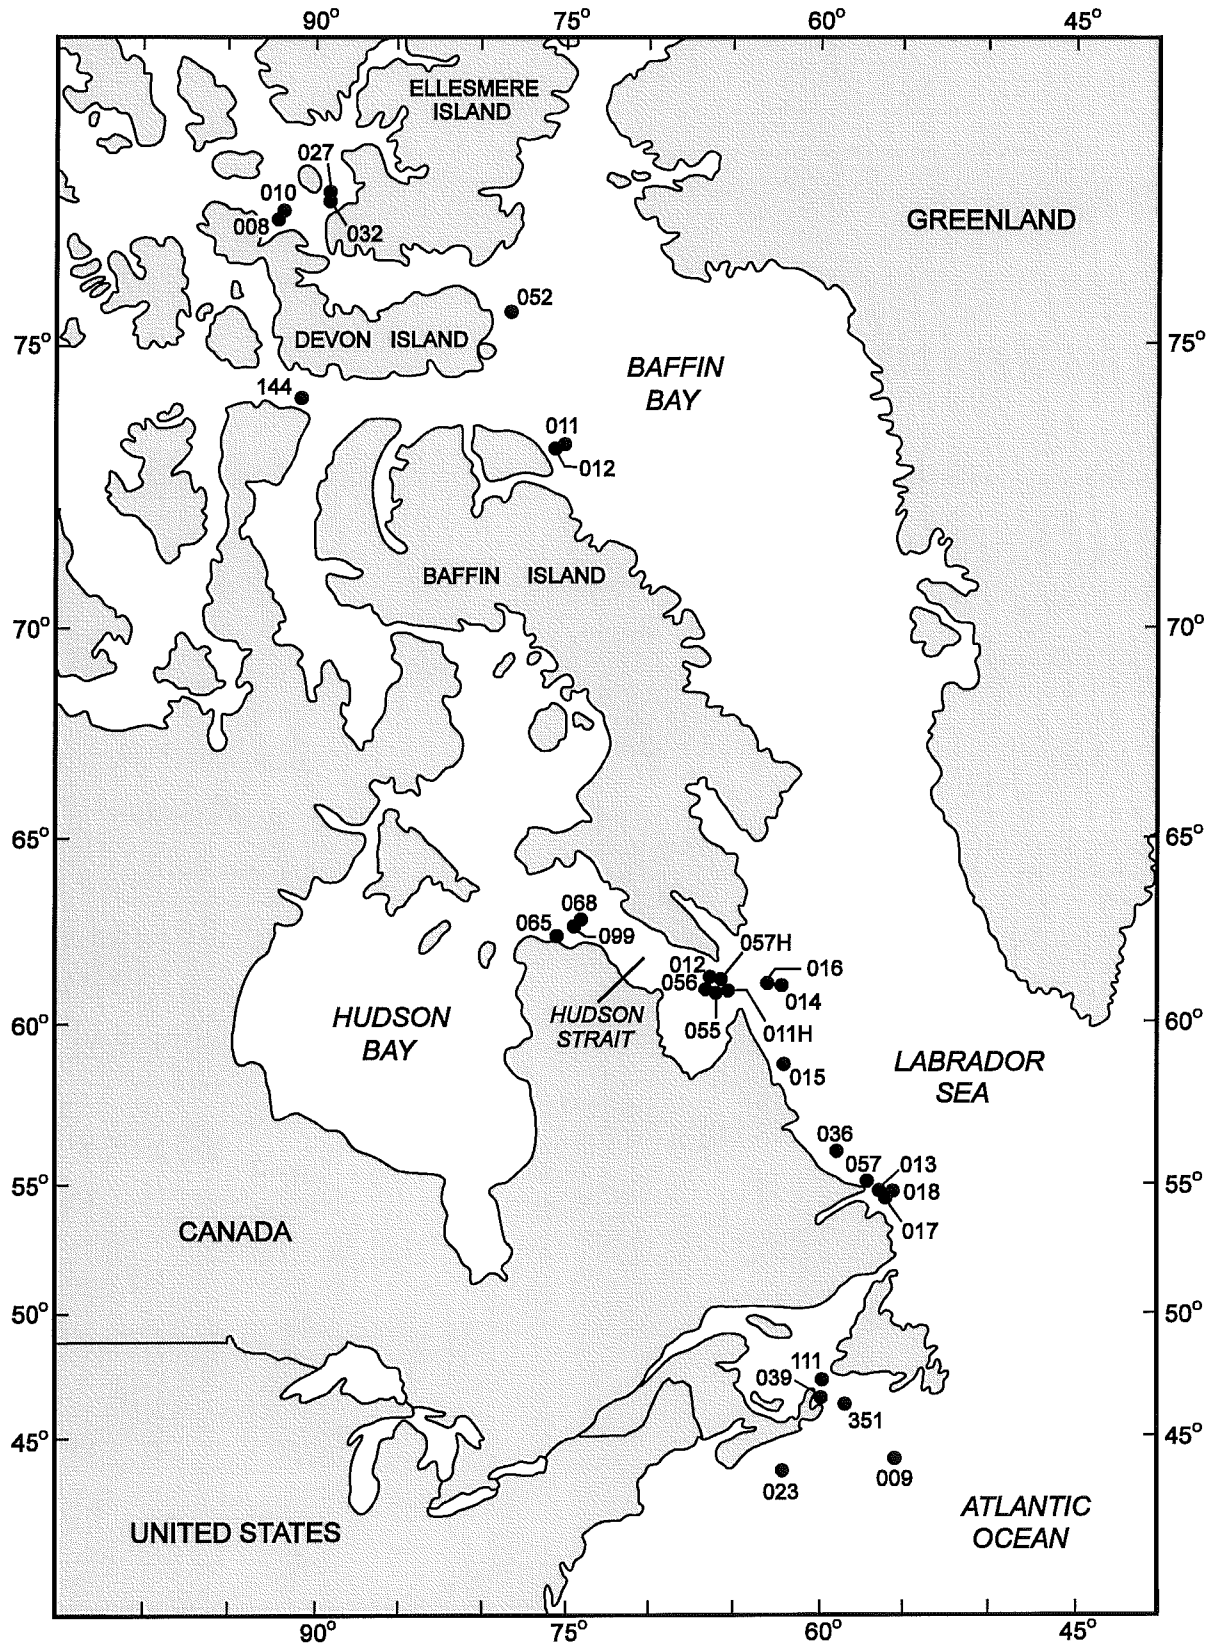 90° 75° 60° 45°
ELLESMERE
ISLAND
027
010
008
032
GREENLAND
052
75°
DEVON ISLAND
75°
BAFFIN
BAY
144
011
012
BAFFIN ISLAND
70°
70°
65°
65°
068
065
099
057H
012
016
056
014
HUDSON
STRAIT
055
011H
HUDSON
BAY
60°
60°
LABRADOR
SEA
015
036
057
013
018
017
55°
55°
CANADA
50°
50°
111
039
351
45°
45°
023
009
ATLANTIC
OCEAN
UNITED STATES
90° 75° 60° 45°